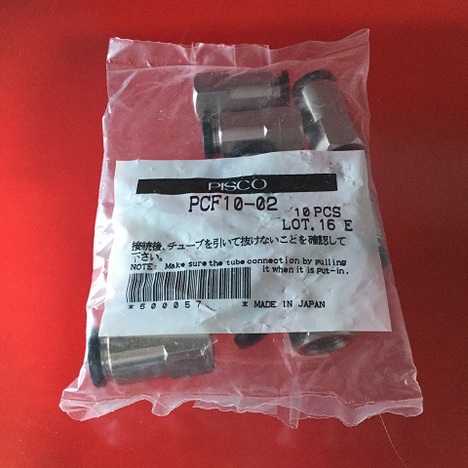 PISCO
PCF10-02
10 PCS
LOT.16 E
接続後、チューブを引いて抜けないことを確認して
下さい。
NOTE: Make sure the tube connection by pulling
it when it is put-in.
*500057 * MADE IN JAPAN